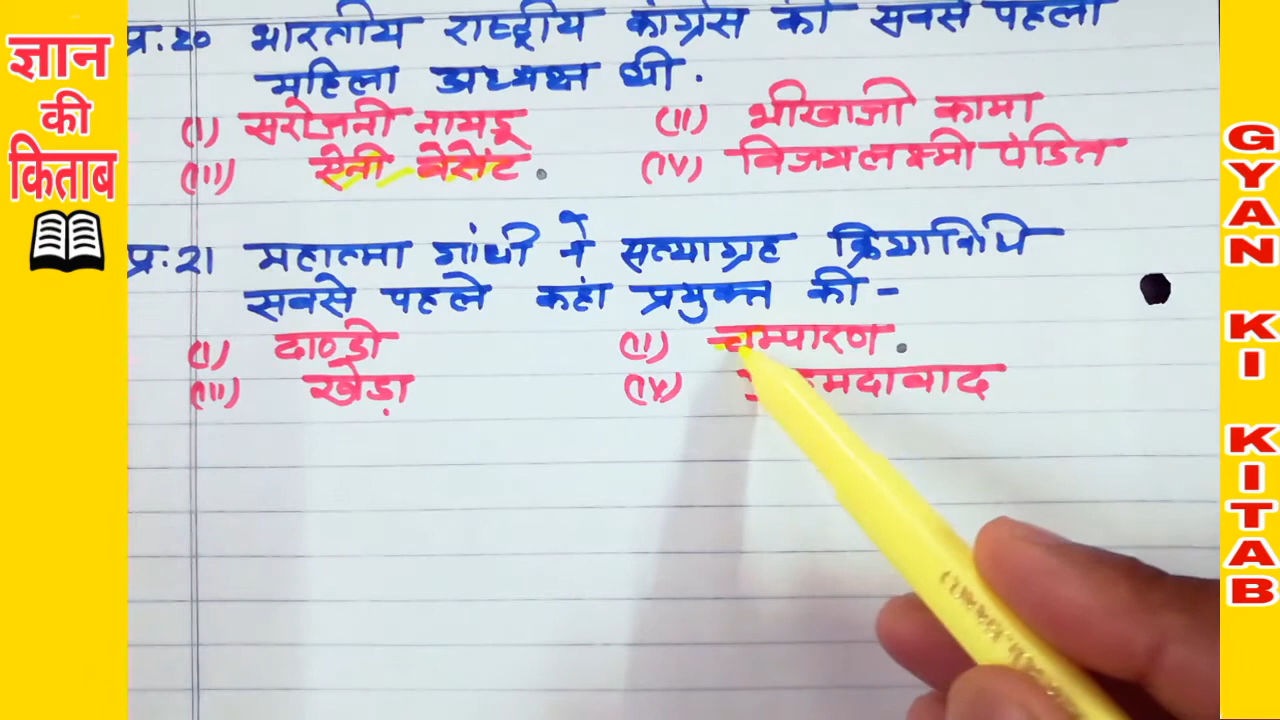 ज्ञान
की
किताब
प्र.20 भारतीय राष्ट्रीय कांग्रेस की सबसे पहली
महिला अध्यक्ष थी.
(I) सरोजनी नायडू (II) भीखाजी कामा
(III) ऐनी बेसेंट. (IV) विजयलक्ष्मी पंडित
प्र.21 महात्मा गांधी ने सत्याग्रह क्रियाविधि
सबसे पहले कहां प्रयुक्त की -
(I) दाण्डी (II) चम्पारण .
(III) खेड़ा (IV) अहमदाबाद
GYAN KI KITAB